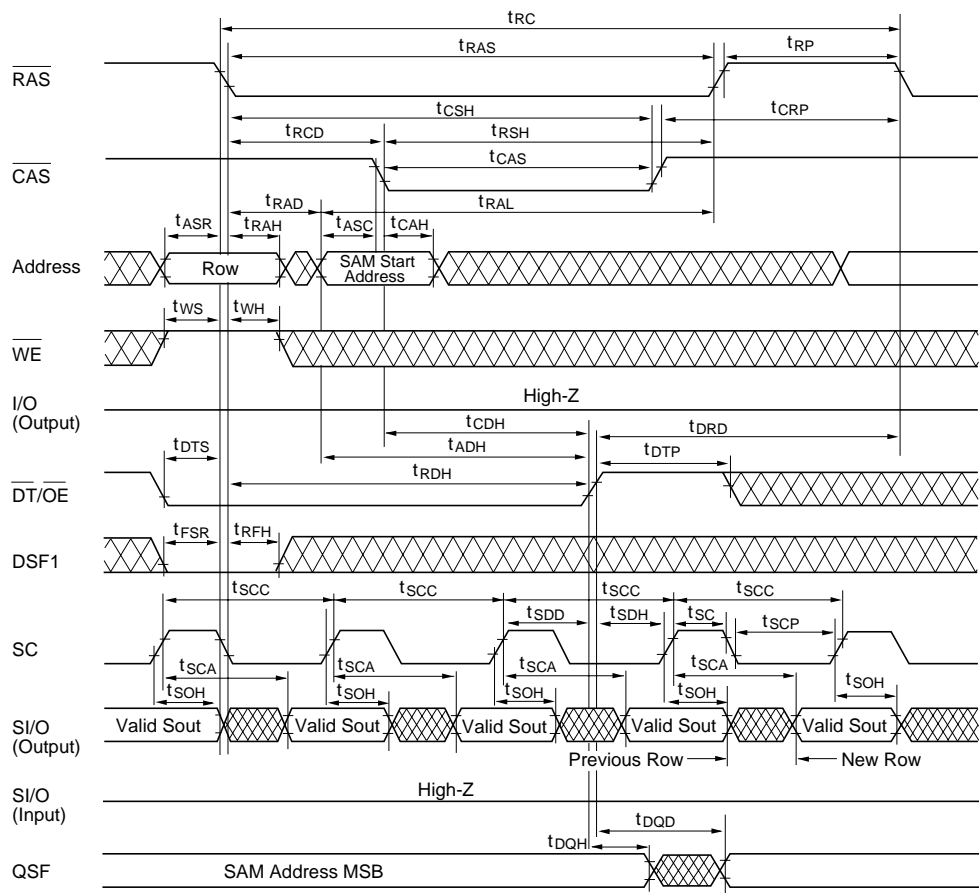 tRC
tRAS tRP
RAS
tCSH tCRP
tRCD tRSH
CAS tCAS
tRAD tRAL
tASR tRAH tASC tCAH
Address Row SAM Start Address
tWS tWH
WE
I/O (Output) High-Z
tCDH tDRD
tDTS tADH tDTP
tRDH
DT/OE
tFSR tRFH
DSF1
tSCC tSCC tSCC tSCC
tSDD tSDH tSC tSCP
SC
tSCA tSCA tSCA tSCA
tSOH tSOH tSOH tSOH tSOH
SI/O (Output) Valid Sout Valid Sout Valid Sout Valid Sout Valid Sout
Previous Row New Row
SI/O (Input) High-Z
tDQD
tDQH
QSF SAM Address MSB